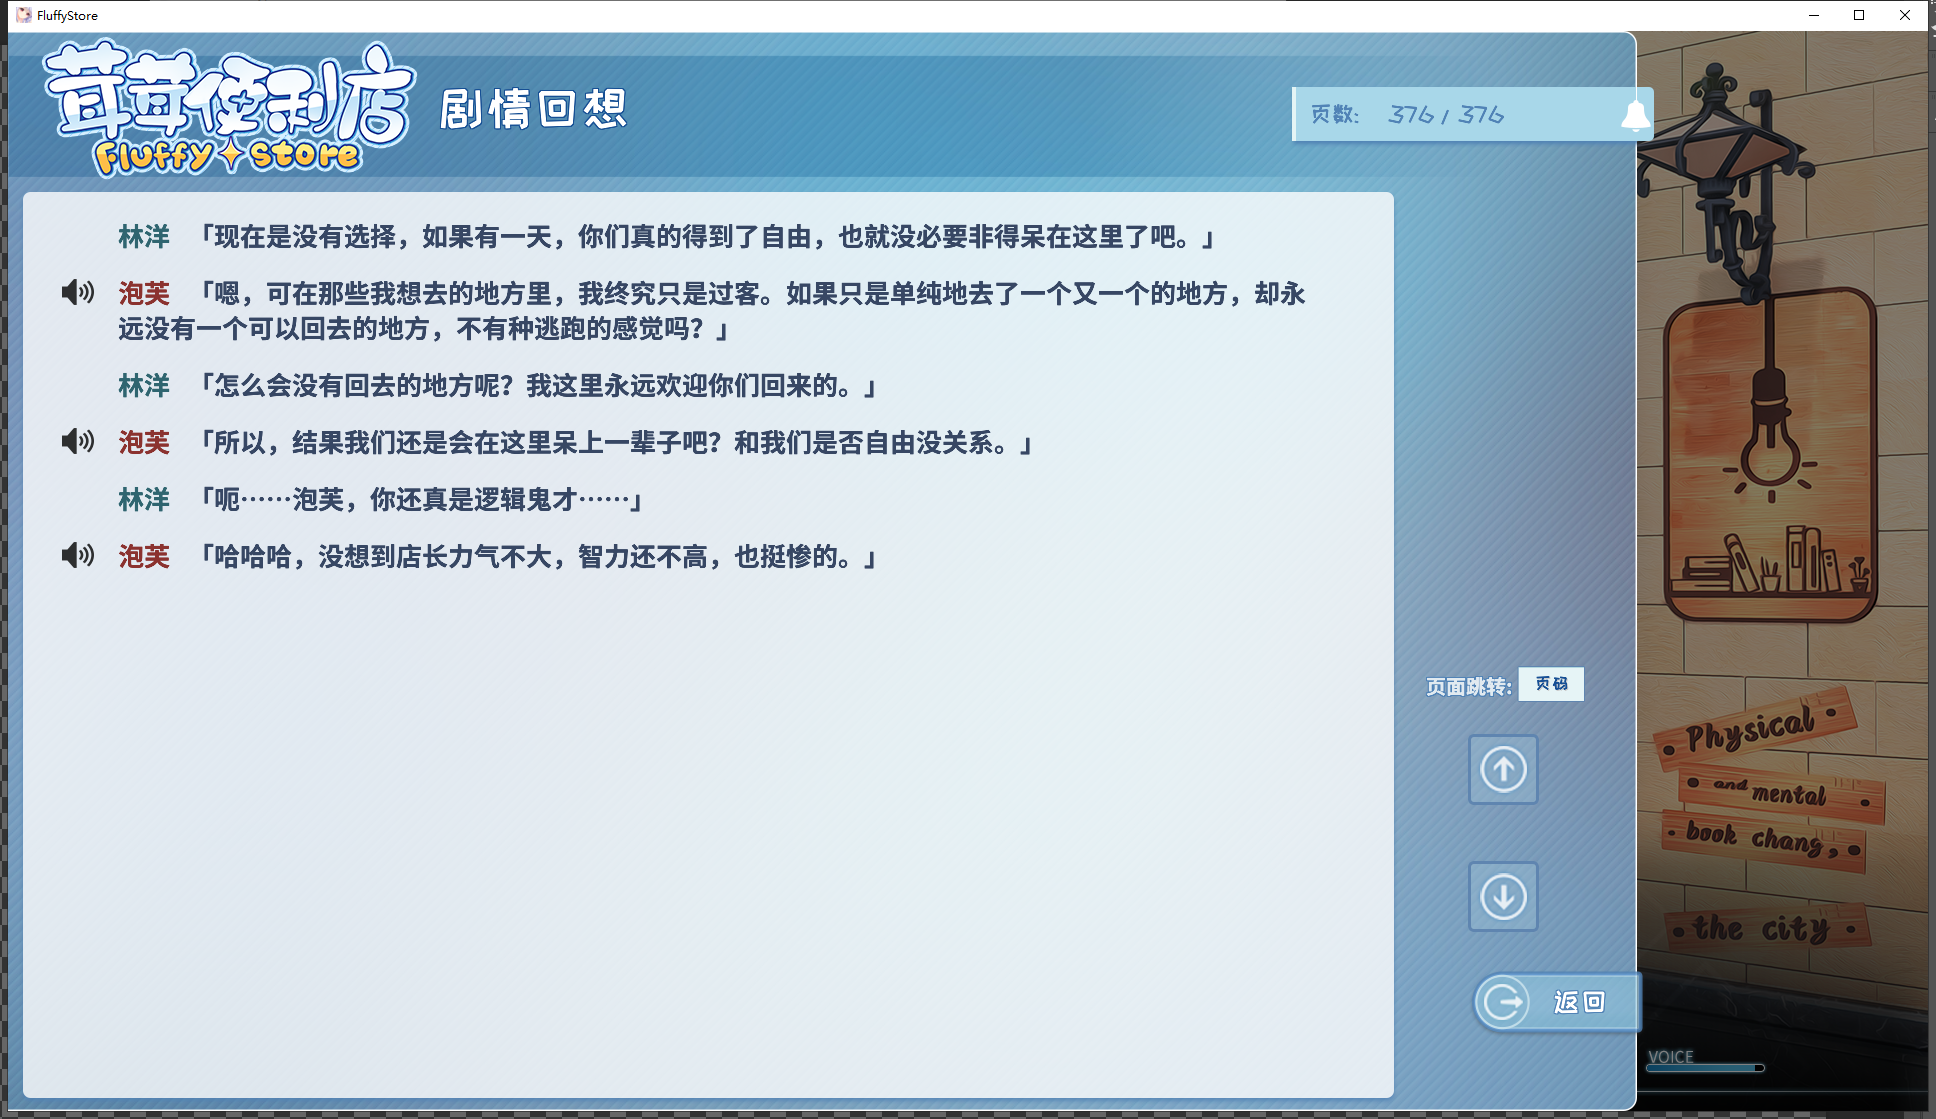 FluffyStore
茸茸便利店
Fluffy store
剧情回想
页数: 376 / 376
林洋 「现在是没有选择，如果有一天，你们真的得到了自由，也就没必要非得呆在这里了吧。」
泡芙 「嗯，可在那些我想去的地方里，我终究只是过客。如果只是单纯地去了一个又一个的地方，却永
远没有一个可以回去的地方，不有种逃跑的感觉吗？」
林洋 「怎么会没有回去的地方呢？我这里永远欢迎你们回来的。」
泡芙 「所以，结果我们还是会在这里呆上一辈子吧？和我们是否自由没关系。」
林洋 「呃……泡芙，你还真是逻辑鬼才……」
泡芙 「哈哈哈，没想到店长力气不大，智力还不高，也挺惨的。」
页面跳转: 页码
返回
Physical
and mental
book chang,
the city
VOICE